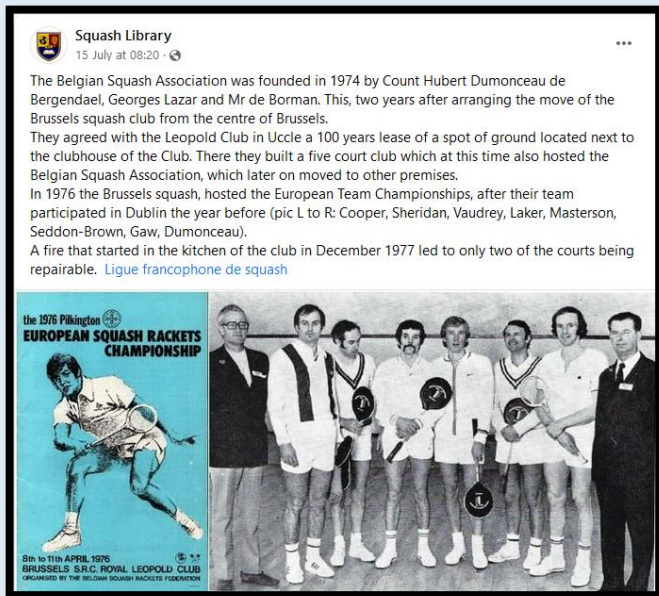 Squash Library
15 July at 08:20 ·
The Belgian Squash Association was founded in 1974 by Count Hubert Dumonceau de
Bergendael, Georges Lazar and Mr de Borman. This, two years after arranging the move of the
Brussels squash club from the centre of Brussels.
They agreed with the Leopold Club in Uccle a 100 years lease of a spot of ground located next to
the clubhouse of the Club. There they built a five court club which at this time also hosted the
Belgian Squash Association, which later on moved to other premises.
In 1976 the Brussels squash, hosted the European Team Championships, after their team
participated in Dublin the year before (pic L to R: Cooper, Sheridan, Vaudrey, Laker, Masterson,
Seddon-Brown, Gaw, Dumonceau).
A fire that started in the kitchen of the club in December 1977 led to only two of the courts being
repairable. Ligue francophone de squash
the 1976 Pilkington
EUROPEAN SQUASH RACKETS
CHAMPIONSHIP
8th to 11th APRIL 1976
BRUSSELS S.R.C. ROYAL LEOPOLD CLUB
ORGANISED BY THE BELGIAN SQUASH RACKETS FEDERATION